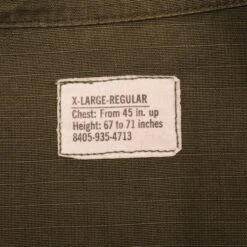 X-LARGE-REGULAR
Chest: From 45 in. up
Height: 67 to 71 inches
8405-935-4713